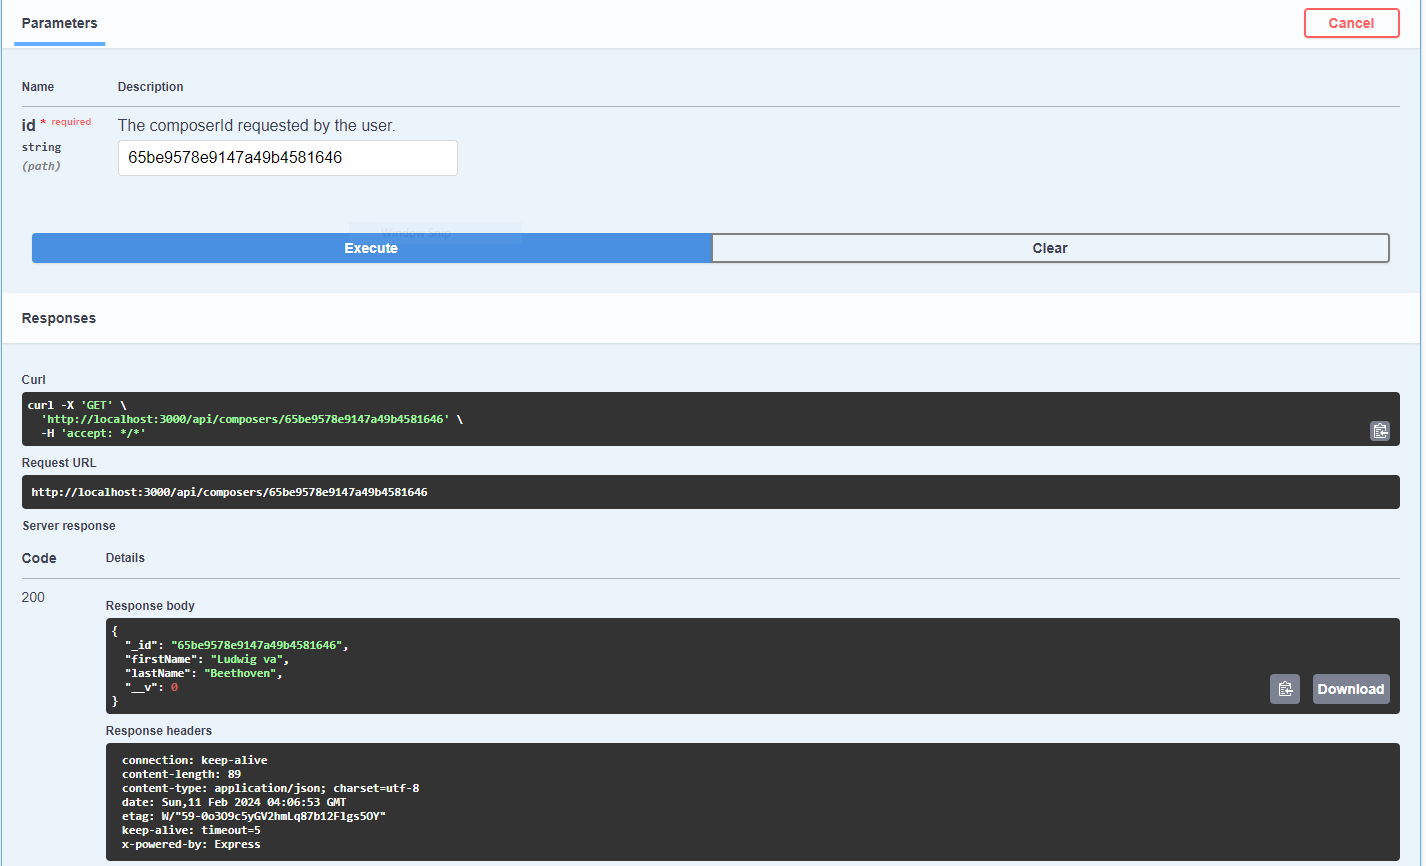 Parameters
Cancel
Name Description
id * required
The composerId requested by the user.
string
(path)
65be9578e9147a49b4581646
Window Snip
Execute
Clear
Responses
Curl
curl -X 'GET' \
'http://localhost:3000/api/composers/65be9578e9147a49b4581646' \
-H 'accept: */*'
Request URL
http://localhost:3000/api/composers/65be9578e9147a49b4581646
Server response
Code Details
200
Response body
{
"_id": "65be9578e9147a49b4581646",
"firstName": "Ludwig va",
"lastName": "Beethoven",
"__v": 0
}
Download
Response headers
connection: keep-alive
content-length: 89
content-type: application/json; charset=utf-8
date: Sun,11 Feb 2024 04:06:53 GMT
etag: W/"59-0o3O9c5yGV2hmLq87b12Flgs5OY"
keep-alive: timeout=5
x-powered-by: Express